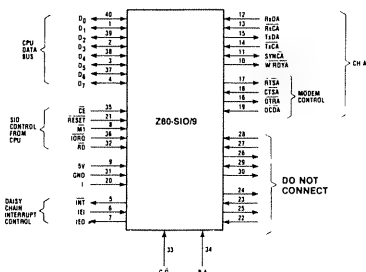 CPU
DATA
BUS
D0
D1
D2
D3
D4
D5
D6
D7
40
1
39
2
38
3
37
4
SIO
CONTROL
FROM
CPU
CE
RESET
M1
IORQ
RD
35
21
8
36
32
5V
GND
9
31
20
DAISY
CHAIN
INTERRUPT
CONTROL
INT
IEI
IEO
5
6
7
Z80-SIO/9
12
13
15
14
11
10
RxDA
RxCA
TxDA
TxCA
SYNCA
W/RDYA
17
18
16
19
RTSA
CTSA
DTRA
DCDA
MODEM
CONTROL
CH A
28
27
26
29
30
24
23
25
22
DO NOT
CONNECT
33
34